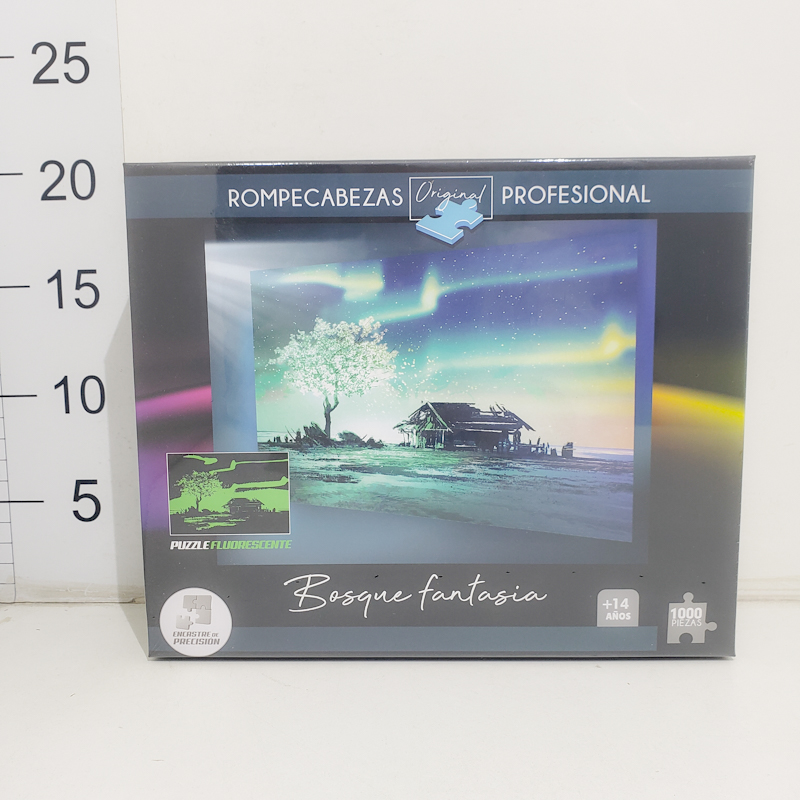 25
20
15
10
5
ROMPECABEZAS Original PROFESIONAL
PUZZLE FLUORESCENTE
Bosque fantasia
+14
AÑOS
1000
PIEZAS
ENCASTRE DE
PRECISION